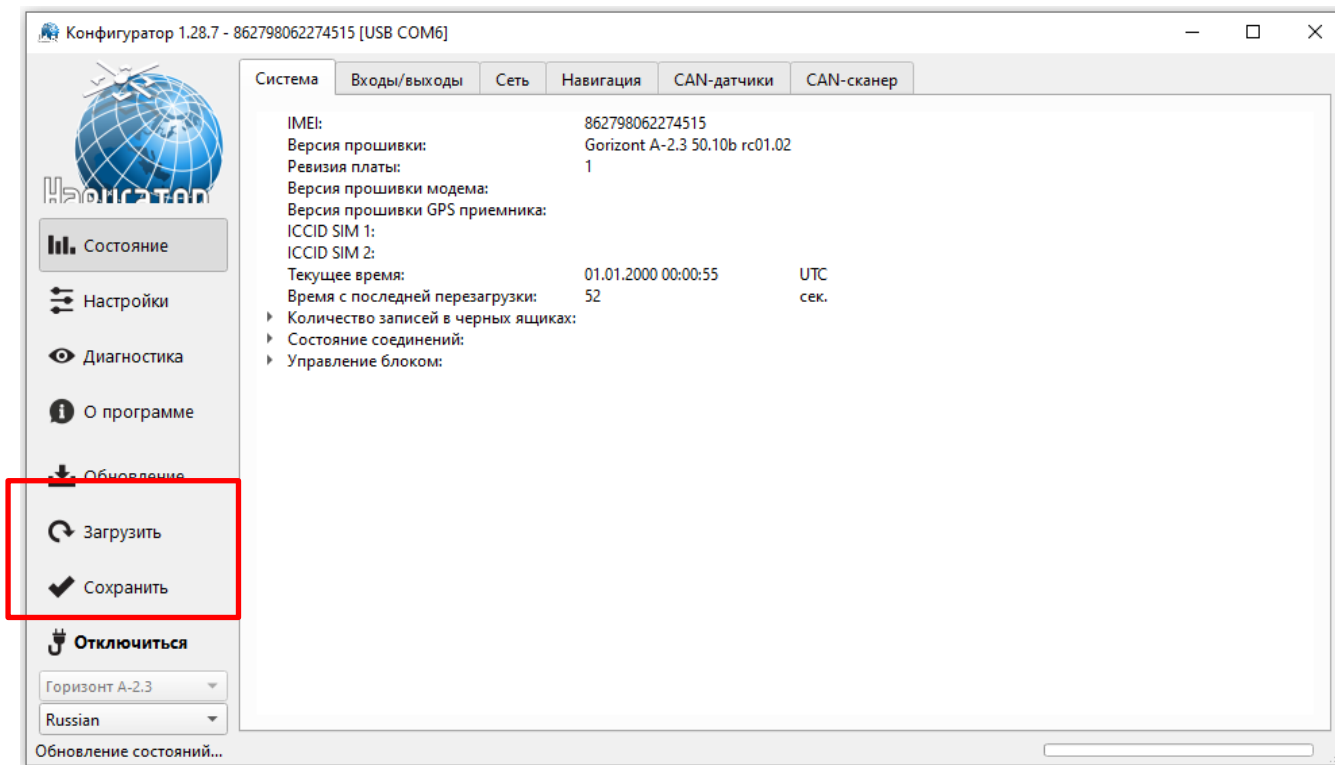 Конфигуратор 1.28.7 - 862798062274515 [USB COM6]
Навигатор
Система Входы/выходы Сеть Навигация CAN-датчики CAN-сканер
IMEI: 862798062274515
Версия прошивки: Gorizont A-2.3 50.10b rc01.02
Ревизия платы: 1
Версия прошивки модема:
Версия прошивки GPS приемника:
ICCID SIM 1:
ICCID SIM 2:
Текущее время: 01.01.2000 00:00:55 UTC
Время с последней перезагрузки: 52 сек.
Количество записей в черных ящиках:
Состояние соединений:
Управление блоком:
Состояние
Настройки
Диагностика
О программе
Обновление
Загрузить
Сохранить
Отключиться
Горизонт А-2.3
Russian
Обновление состояний...